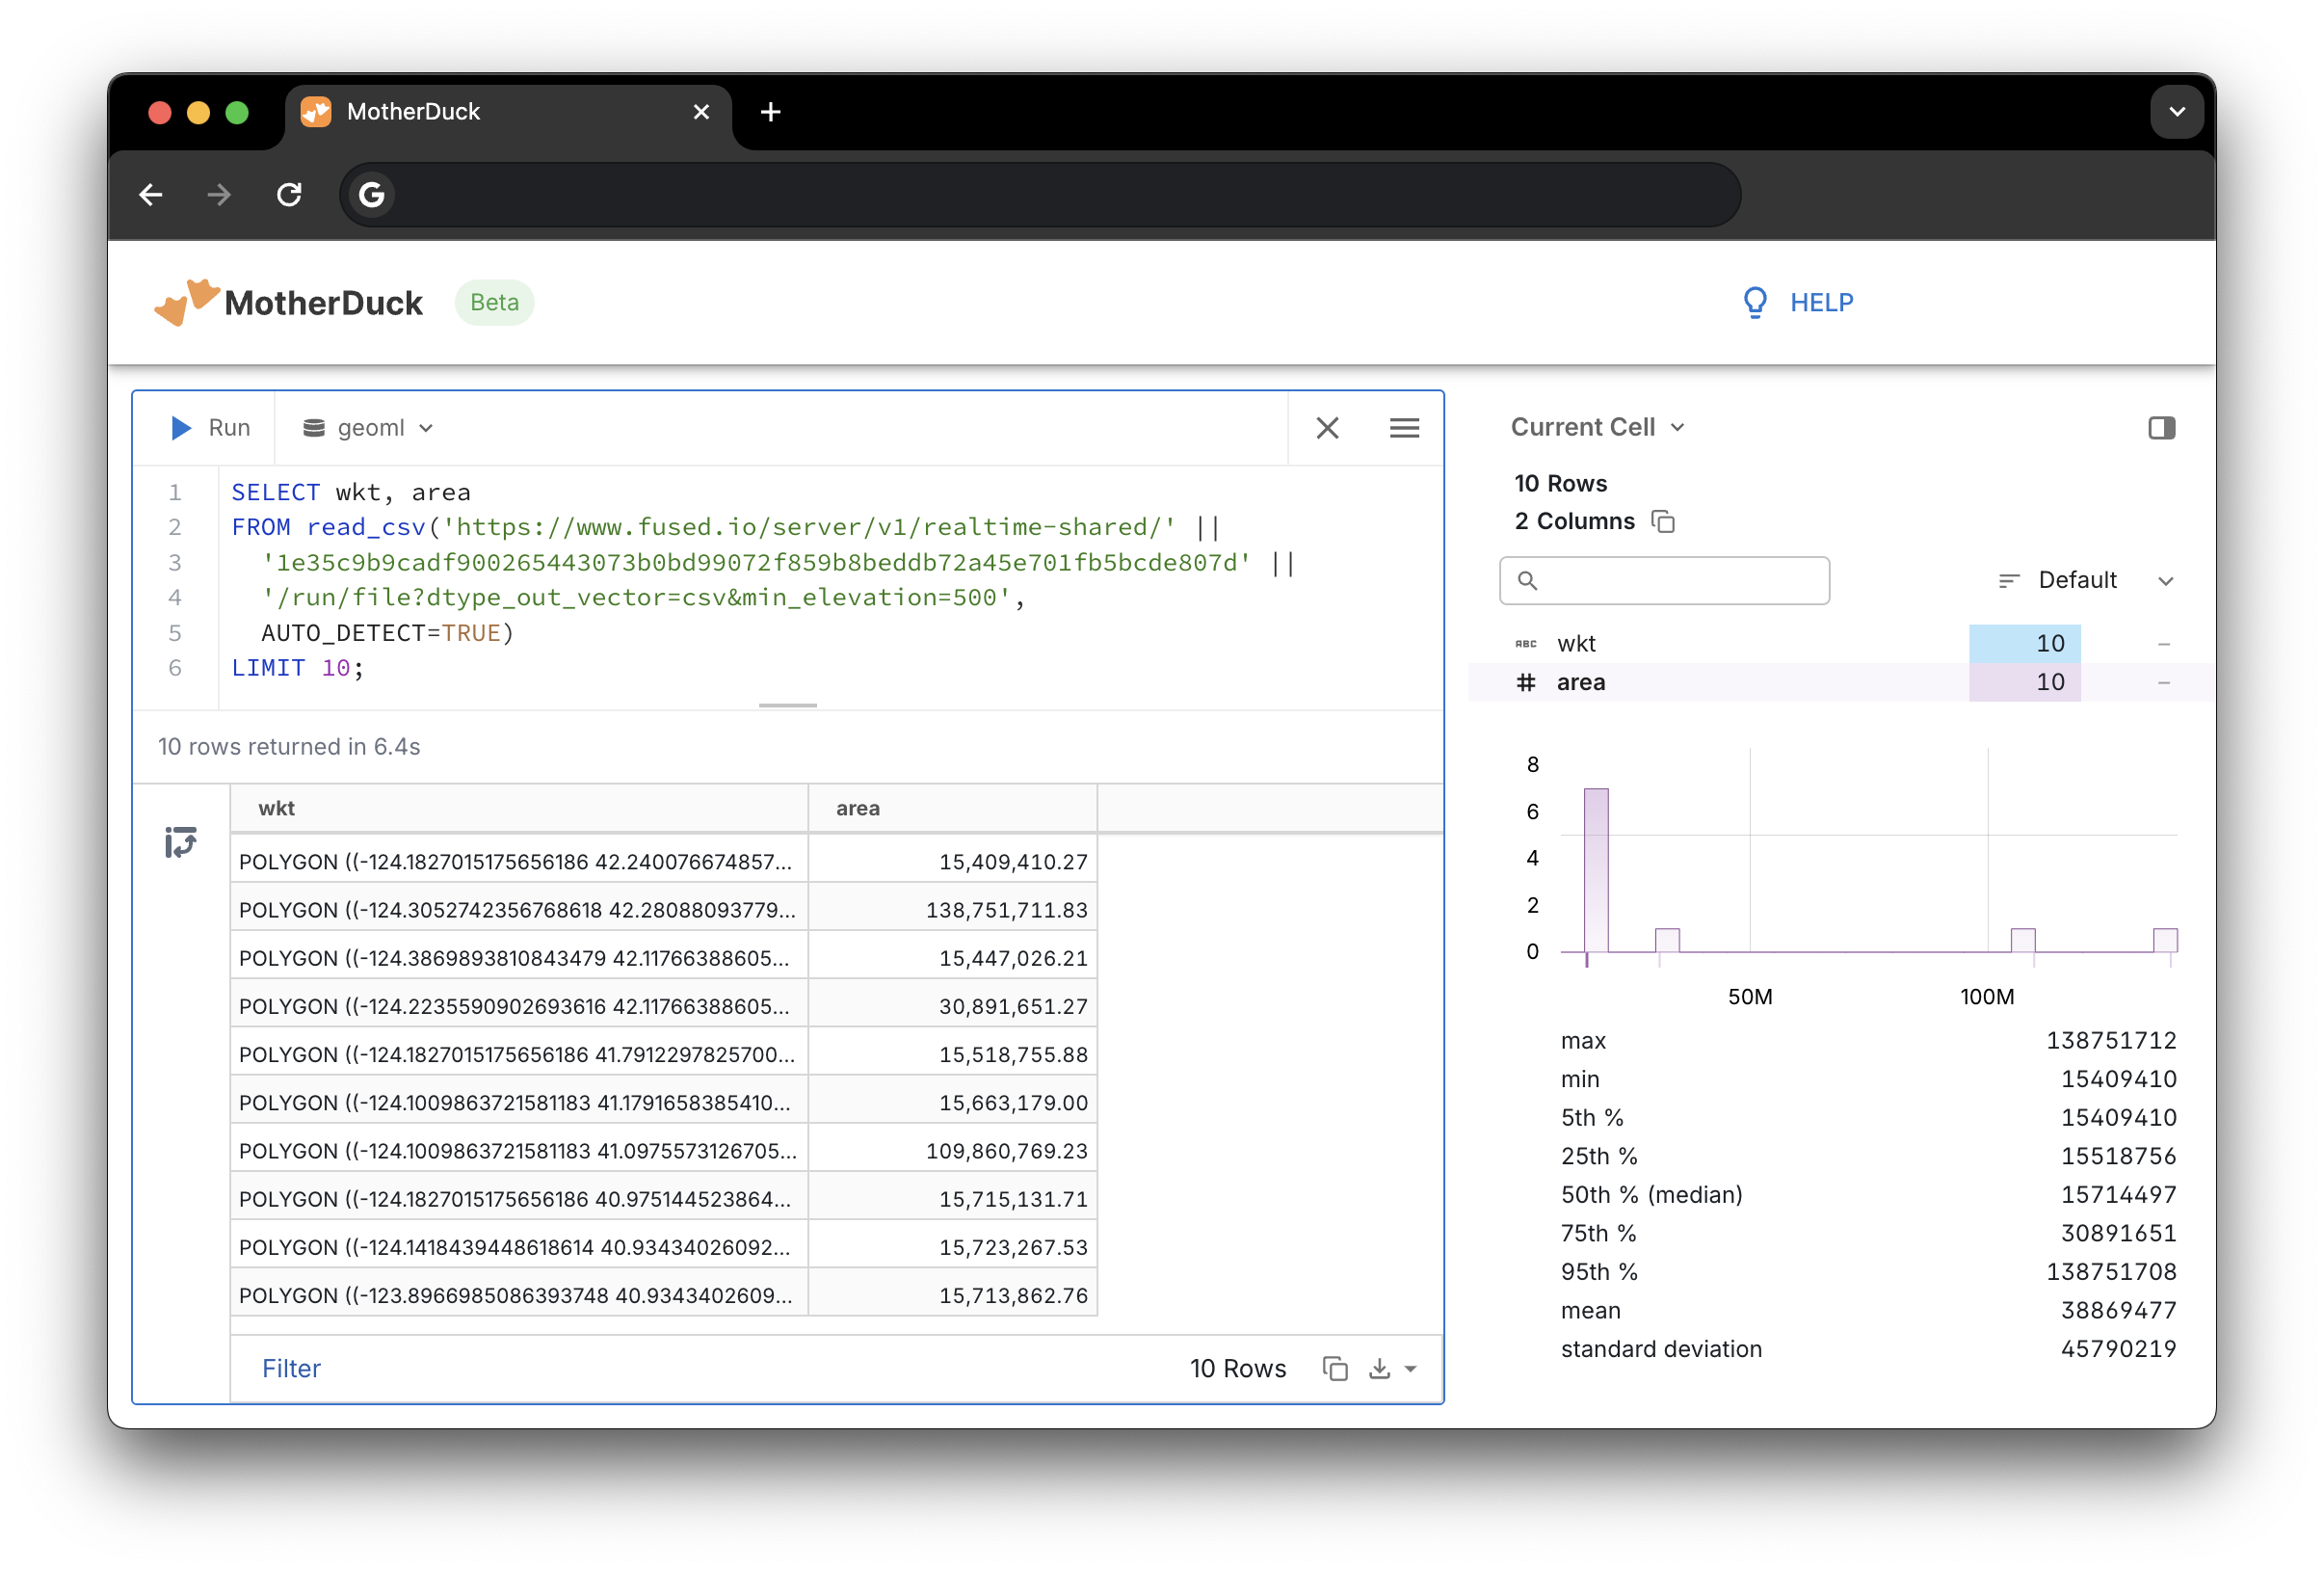 MotherDuck
MotherDuck
Beta
HELP
Run
geoml
1 SELECT wkt, area
2 FROM read_csv('https://www.fused.io/server/v1/realtime-shared/' ||
3 '1e35c9b9cadf900265443073b0bd99072f859b8beddb72a45e701fb5bcde807d' ||
4 '/run/file?dtype_out_vector=csv&min_elevation=500',
5 AUTO_DETECT=TRUE)
6 LIMIT 10;
10 rows returned in 6.4s
wkt area
POLYGON ((-124.1827015175656186 42.240076674857... 15,409,410.27
POLYGON ((-124.3052742356768618 42.28088093779... 138,751,711.83
POLYGON ((-124.3869893810843479 42.11766388605... 15,447,026.21
POLYGON ((-124.2235590902693616 42.11766388605... 30,891,651.27
POLYGON ((-124.1827015175656186 41.7912297825700... 15,518,755.88
POLYGON ((-124.1009863721581183 41.1791658385410... 15,663,179.00
POLYGON ((-124.1009863721581183 41.0975573126705... 109,860,769.23
POLYGON ((-124.1827015175656186 40.975144523864... 15,715,131.71
POLYGON ((-124.1418439448618614 40.93434026092... 15,723,267.53
POLYGON ((-123.8966985086393748 40.9343402609... 15,713,862.76
Filter
10 Rows
Current Cell
10 Rows
2 Columns
Default
ABC wkt 10 –
# area 10 –
8
6
4
2
0
50M 100M
max 138751712
min 15409410
5th % 15409410
25th % 15518756
50th % (median) 15714497
75th % 30891651
95th % 138751708
mean 38869477
standard deviation 45790219